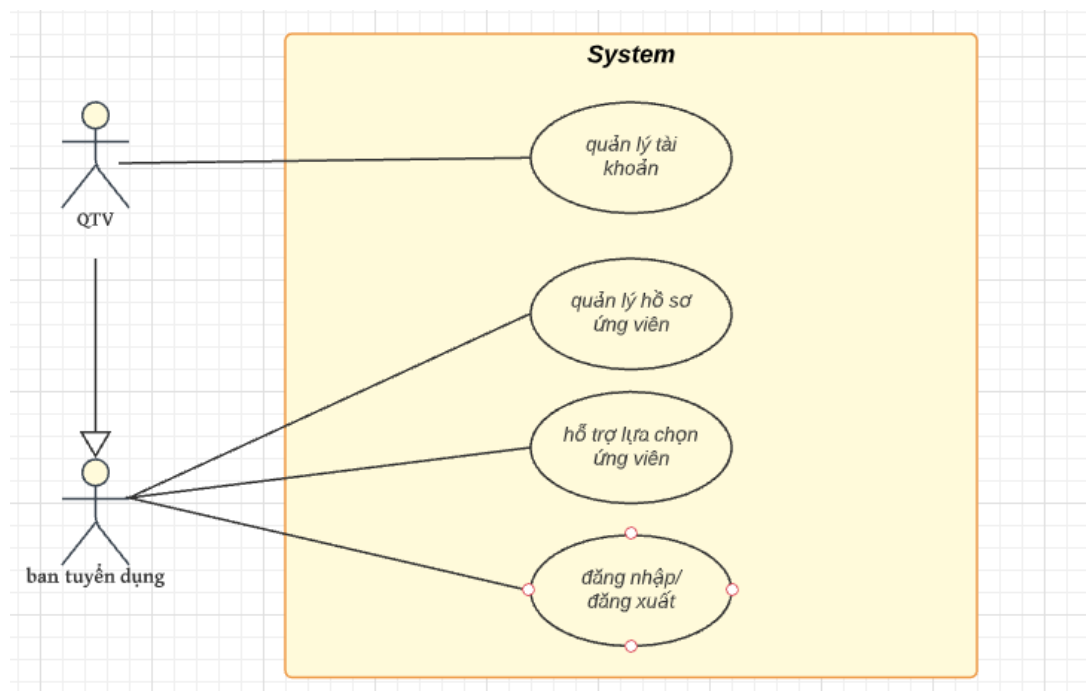 System
quản lý tài
khoản
QTV
quản lý hồ sơ
ứng viên
hỗ trợ lựa chọn
ứng viên
ban tuyển dụng
đăng nhập/
đăng xuất